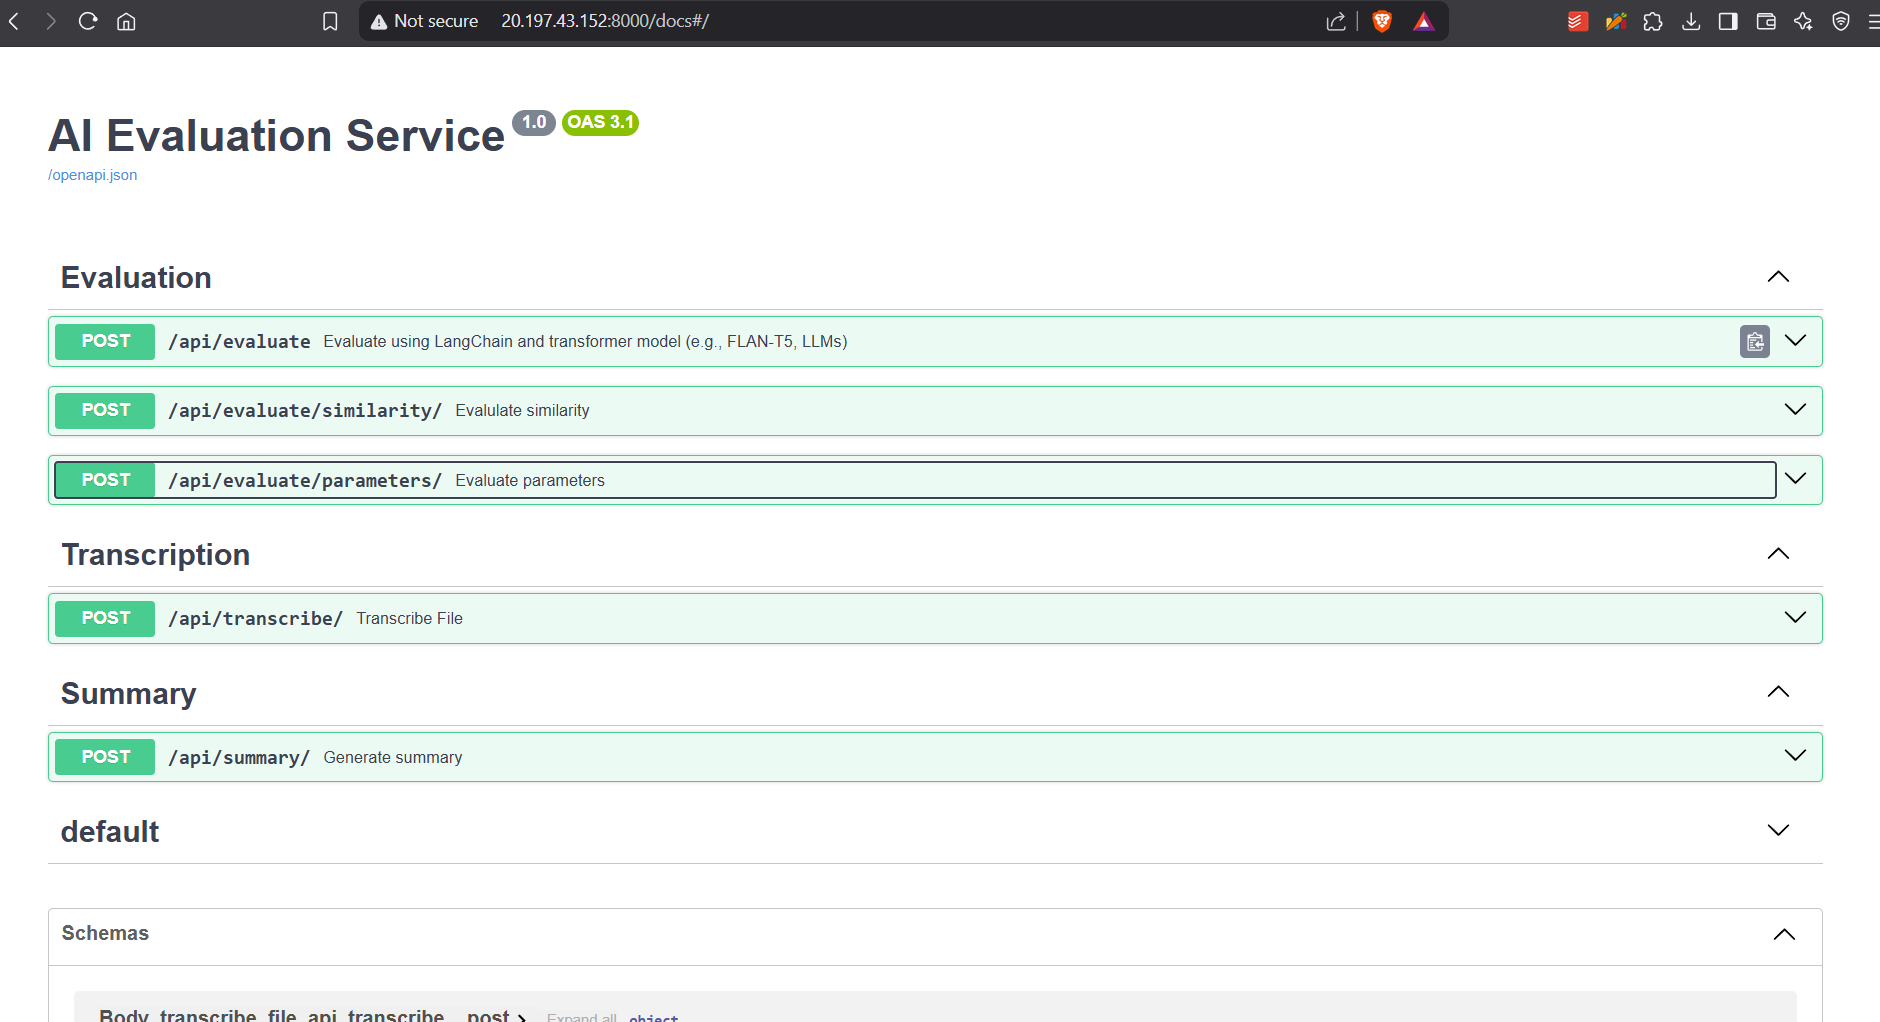 Not secure 20.197.43.152:8000/docs#/
AI Evaluation Service 1.0 OAS 3.1
/openapi.json
Evaluation
POST /api/evaluate Evaluate using LangChain and transformer model (e.g., FLAN-T5, LLMs)
POST /api/evaluate/similarity/ Evalulate similarity
POST /api/evaluate/parameters/ Evaluate parameters
Transcription
POST /api/transcribe/ Transcribe File
Summary
POST /api/summary/ Generate summary
default
Schemas
Body_transcribe_file_api_transcribe__post Expand all object